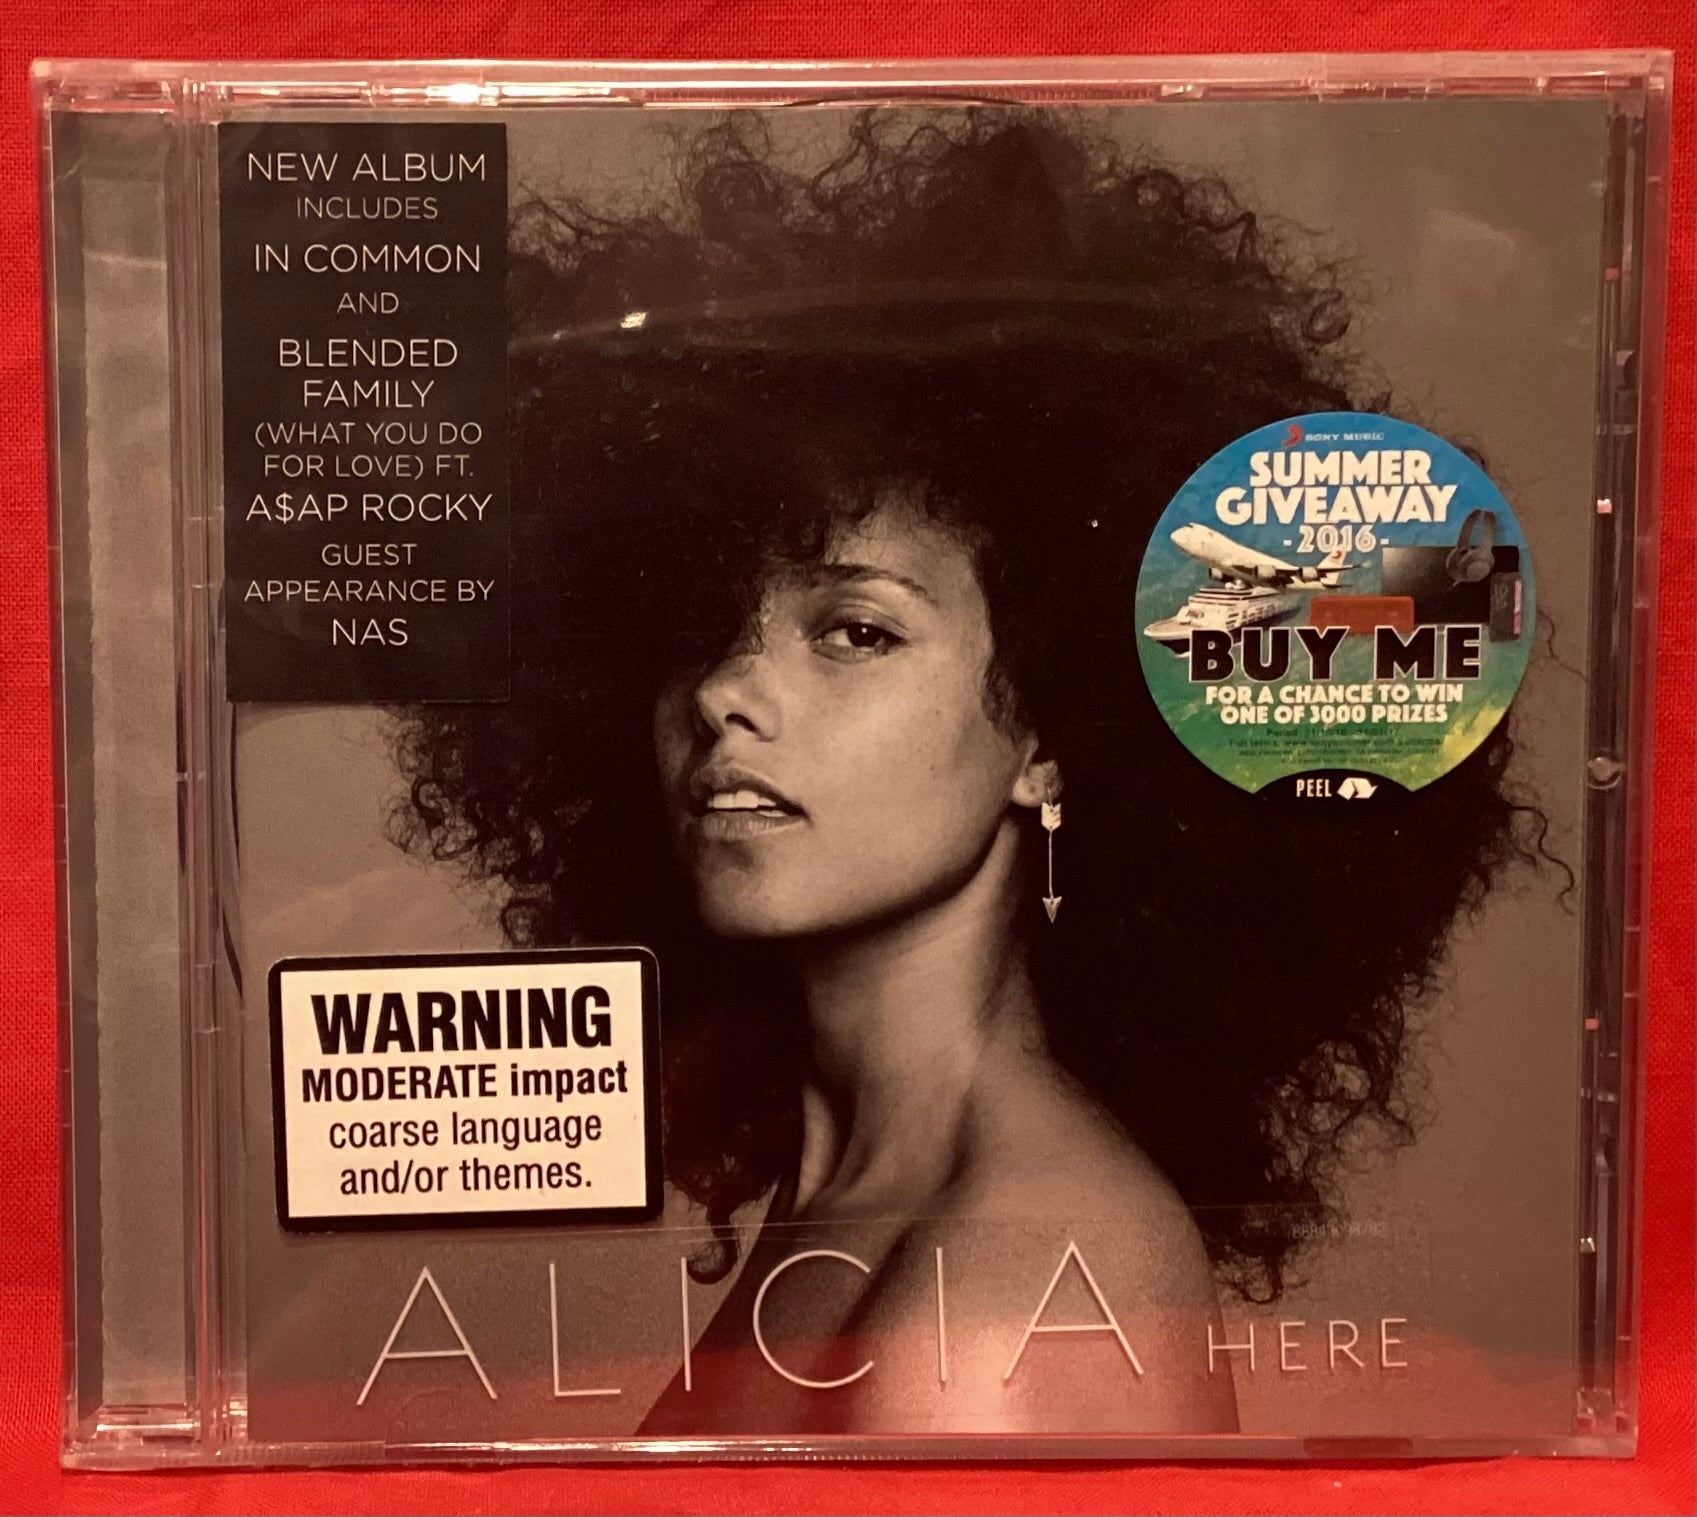 NEW ALBUM
INCLUDES
IN COMMON
AND
BLENDED
FAMILY
(WHAT YOU DO
FOR LOVE) FT.
A$AP ROCKY
GUEST
APPEARANCE BY
NAS
SONY MUSIC
SUMMER
GIVEAWAY
-2016-
BUY ME
FOR A CHANCE TO WIN
ONE OF 3000 PRIZES
PEEL
WARNING
MODERATE impact
coarse language
and/or themes.
ALICIA HERE